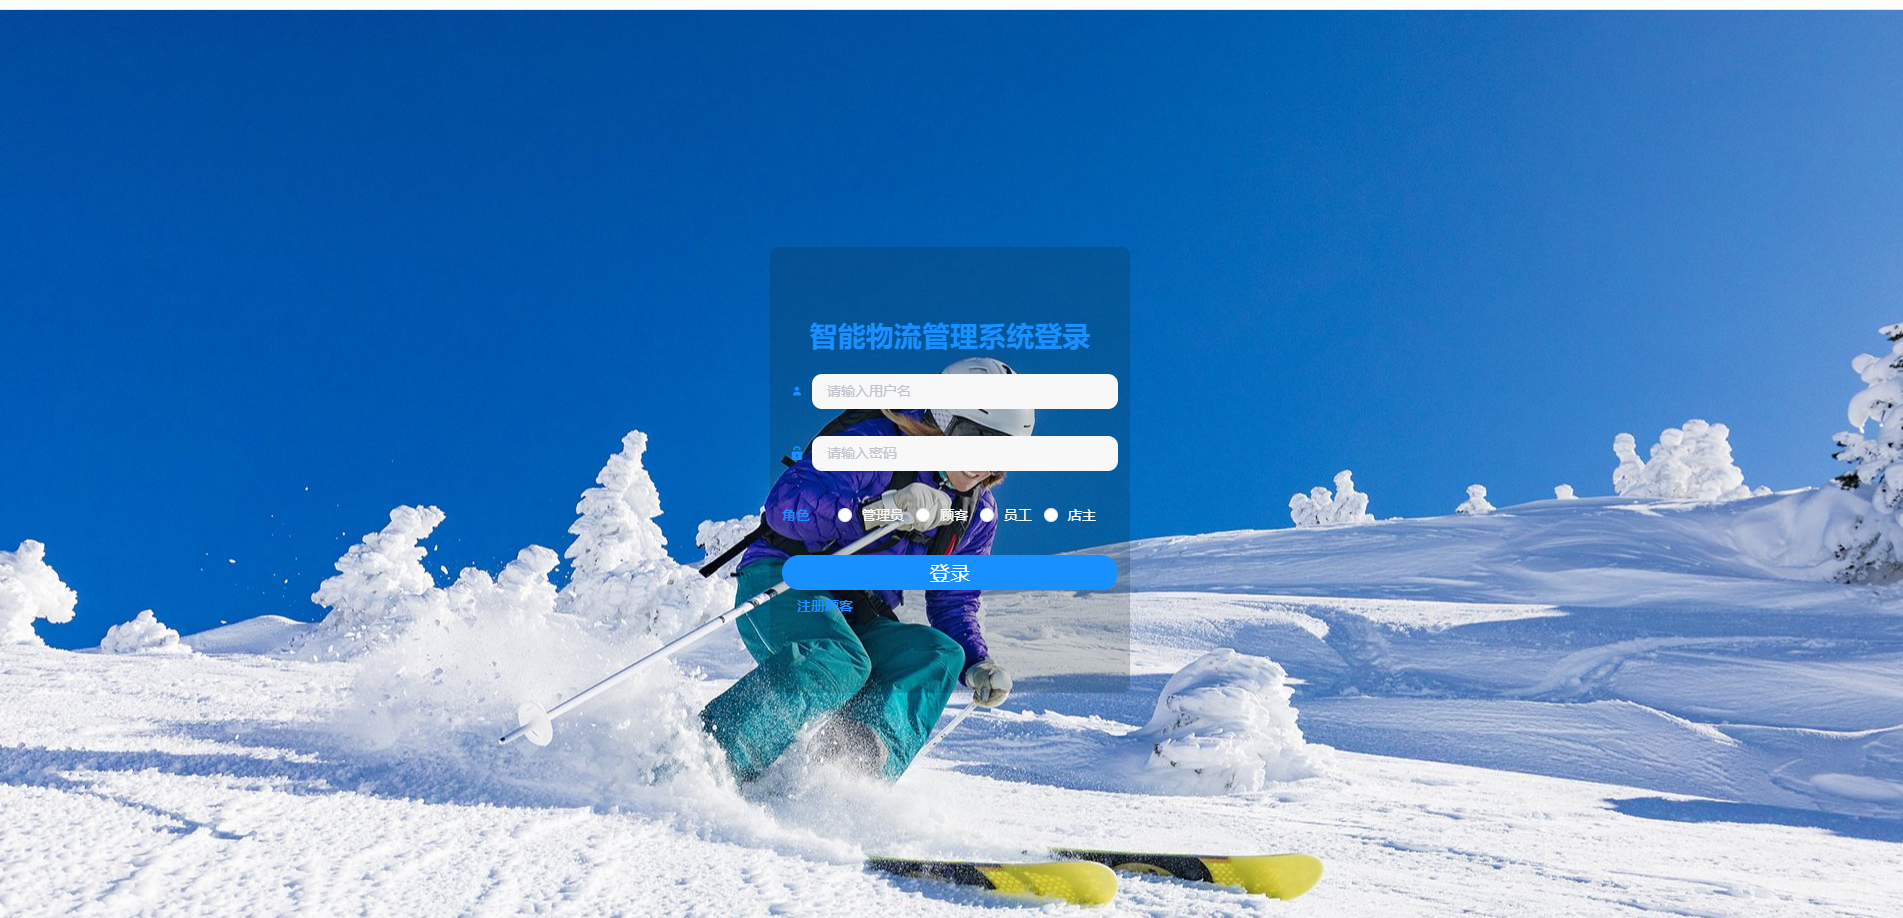 智能物流管理系统登录
请输入用户名
请输入密码
角色 管理员 顾客 员工 店主
登录
注册顾客